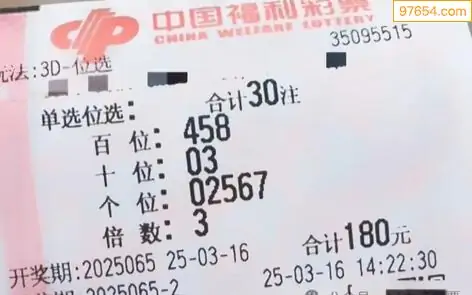 97654.com
中国福利彩票
CHINA WELFARE LOTTERY
35095515
玩法:3D-位选
单选位选: 合计30注
百 位: 458
十 位: 03
个 位: 02567
倍 数: 3
合计180元
开奖期:2025065 25-03-16
25-03-16 14:22:30
2025065-2